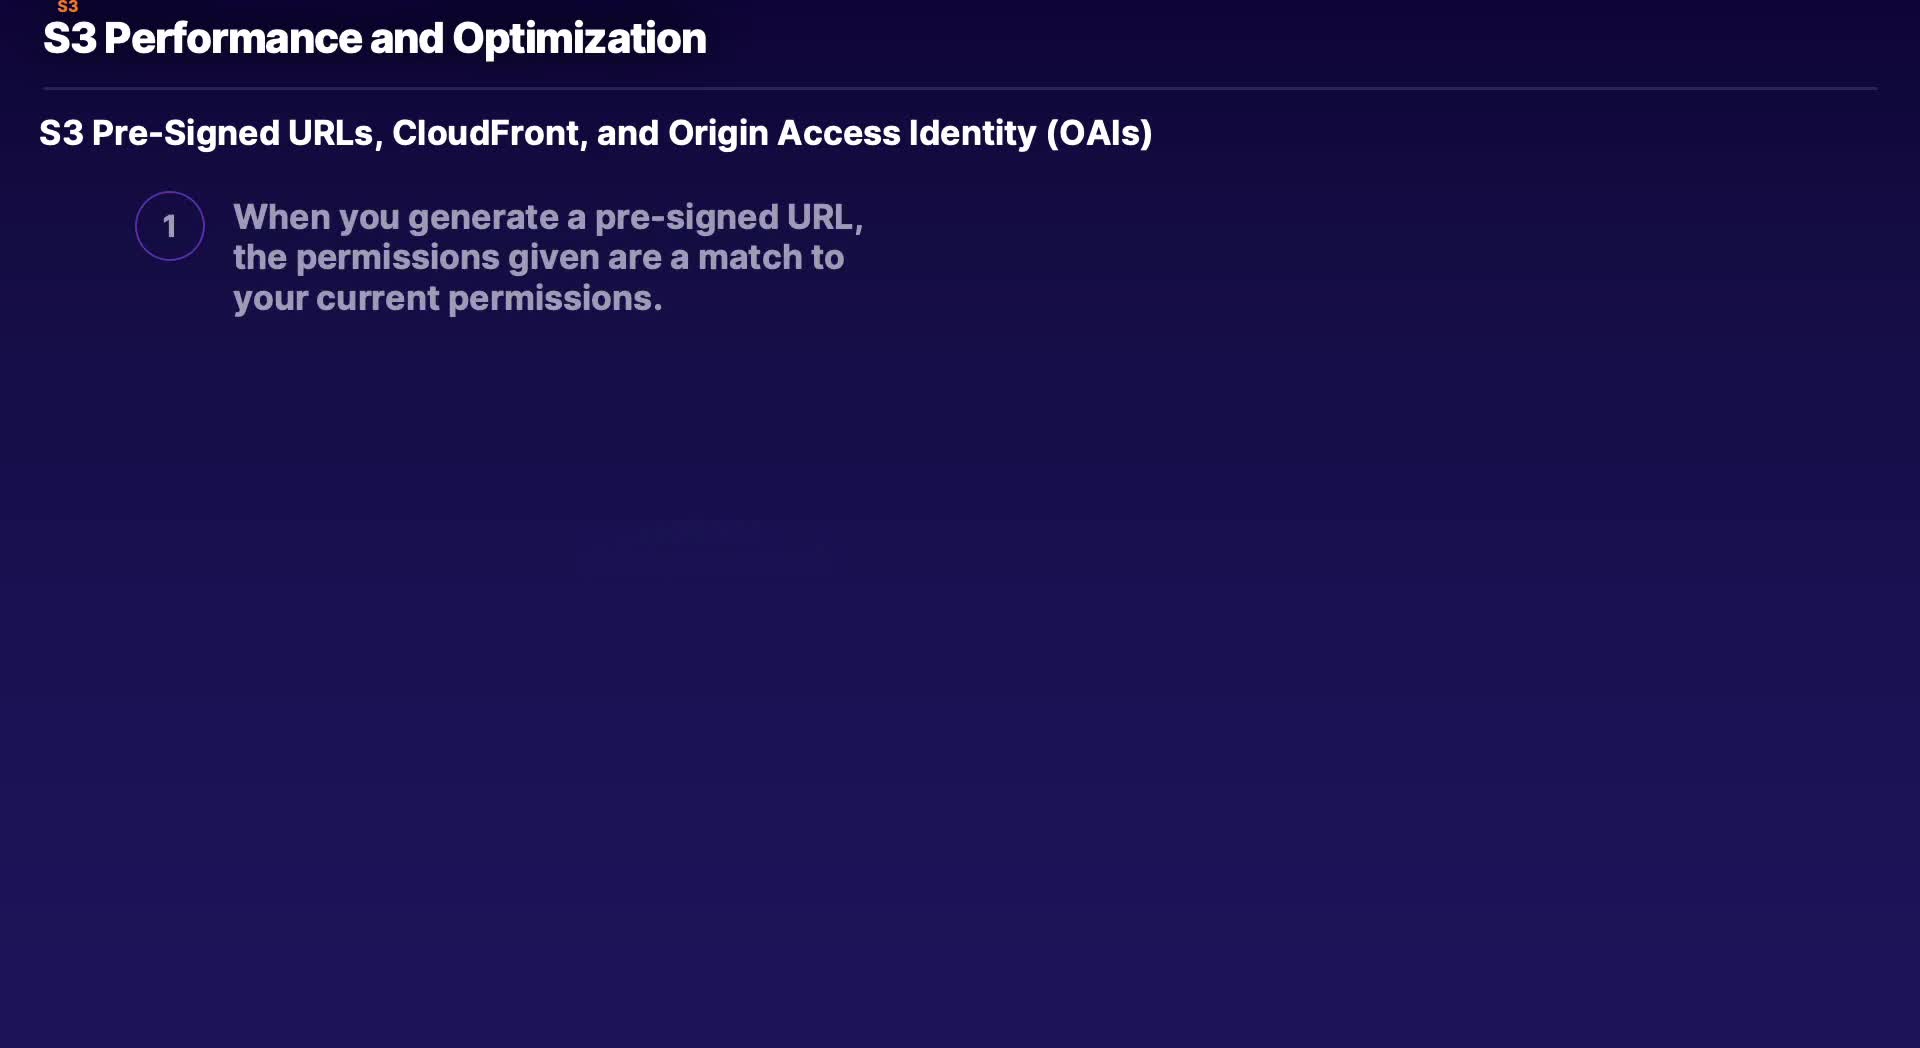 S3
S3 Performance and Optimization
S3 Pre-Signed URLs, CloudFront, and Origin Access Identity (OAIs)
1
When you generate a pre-signed URL,
the permissions given are a match to
your current permissions.